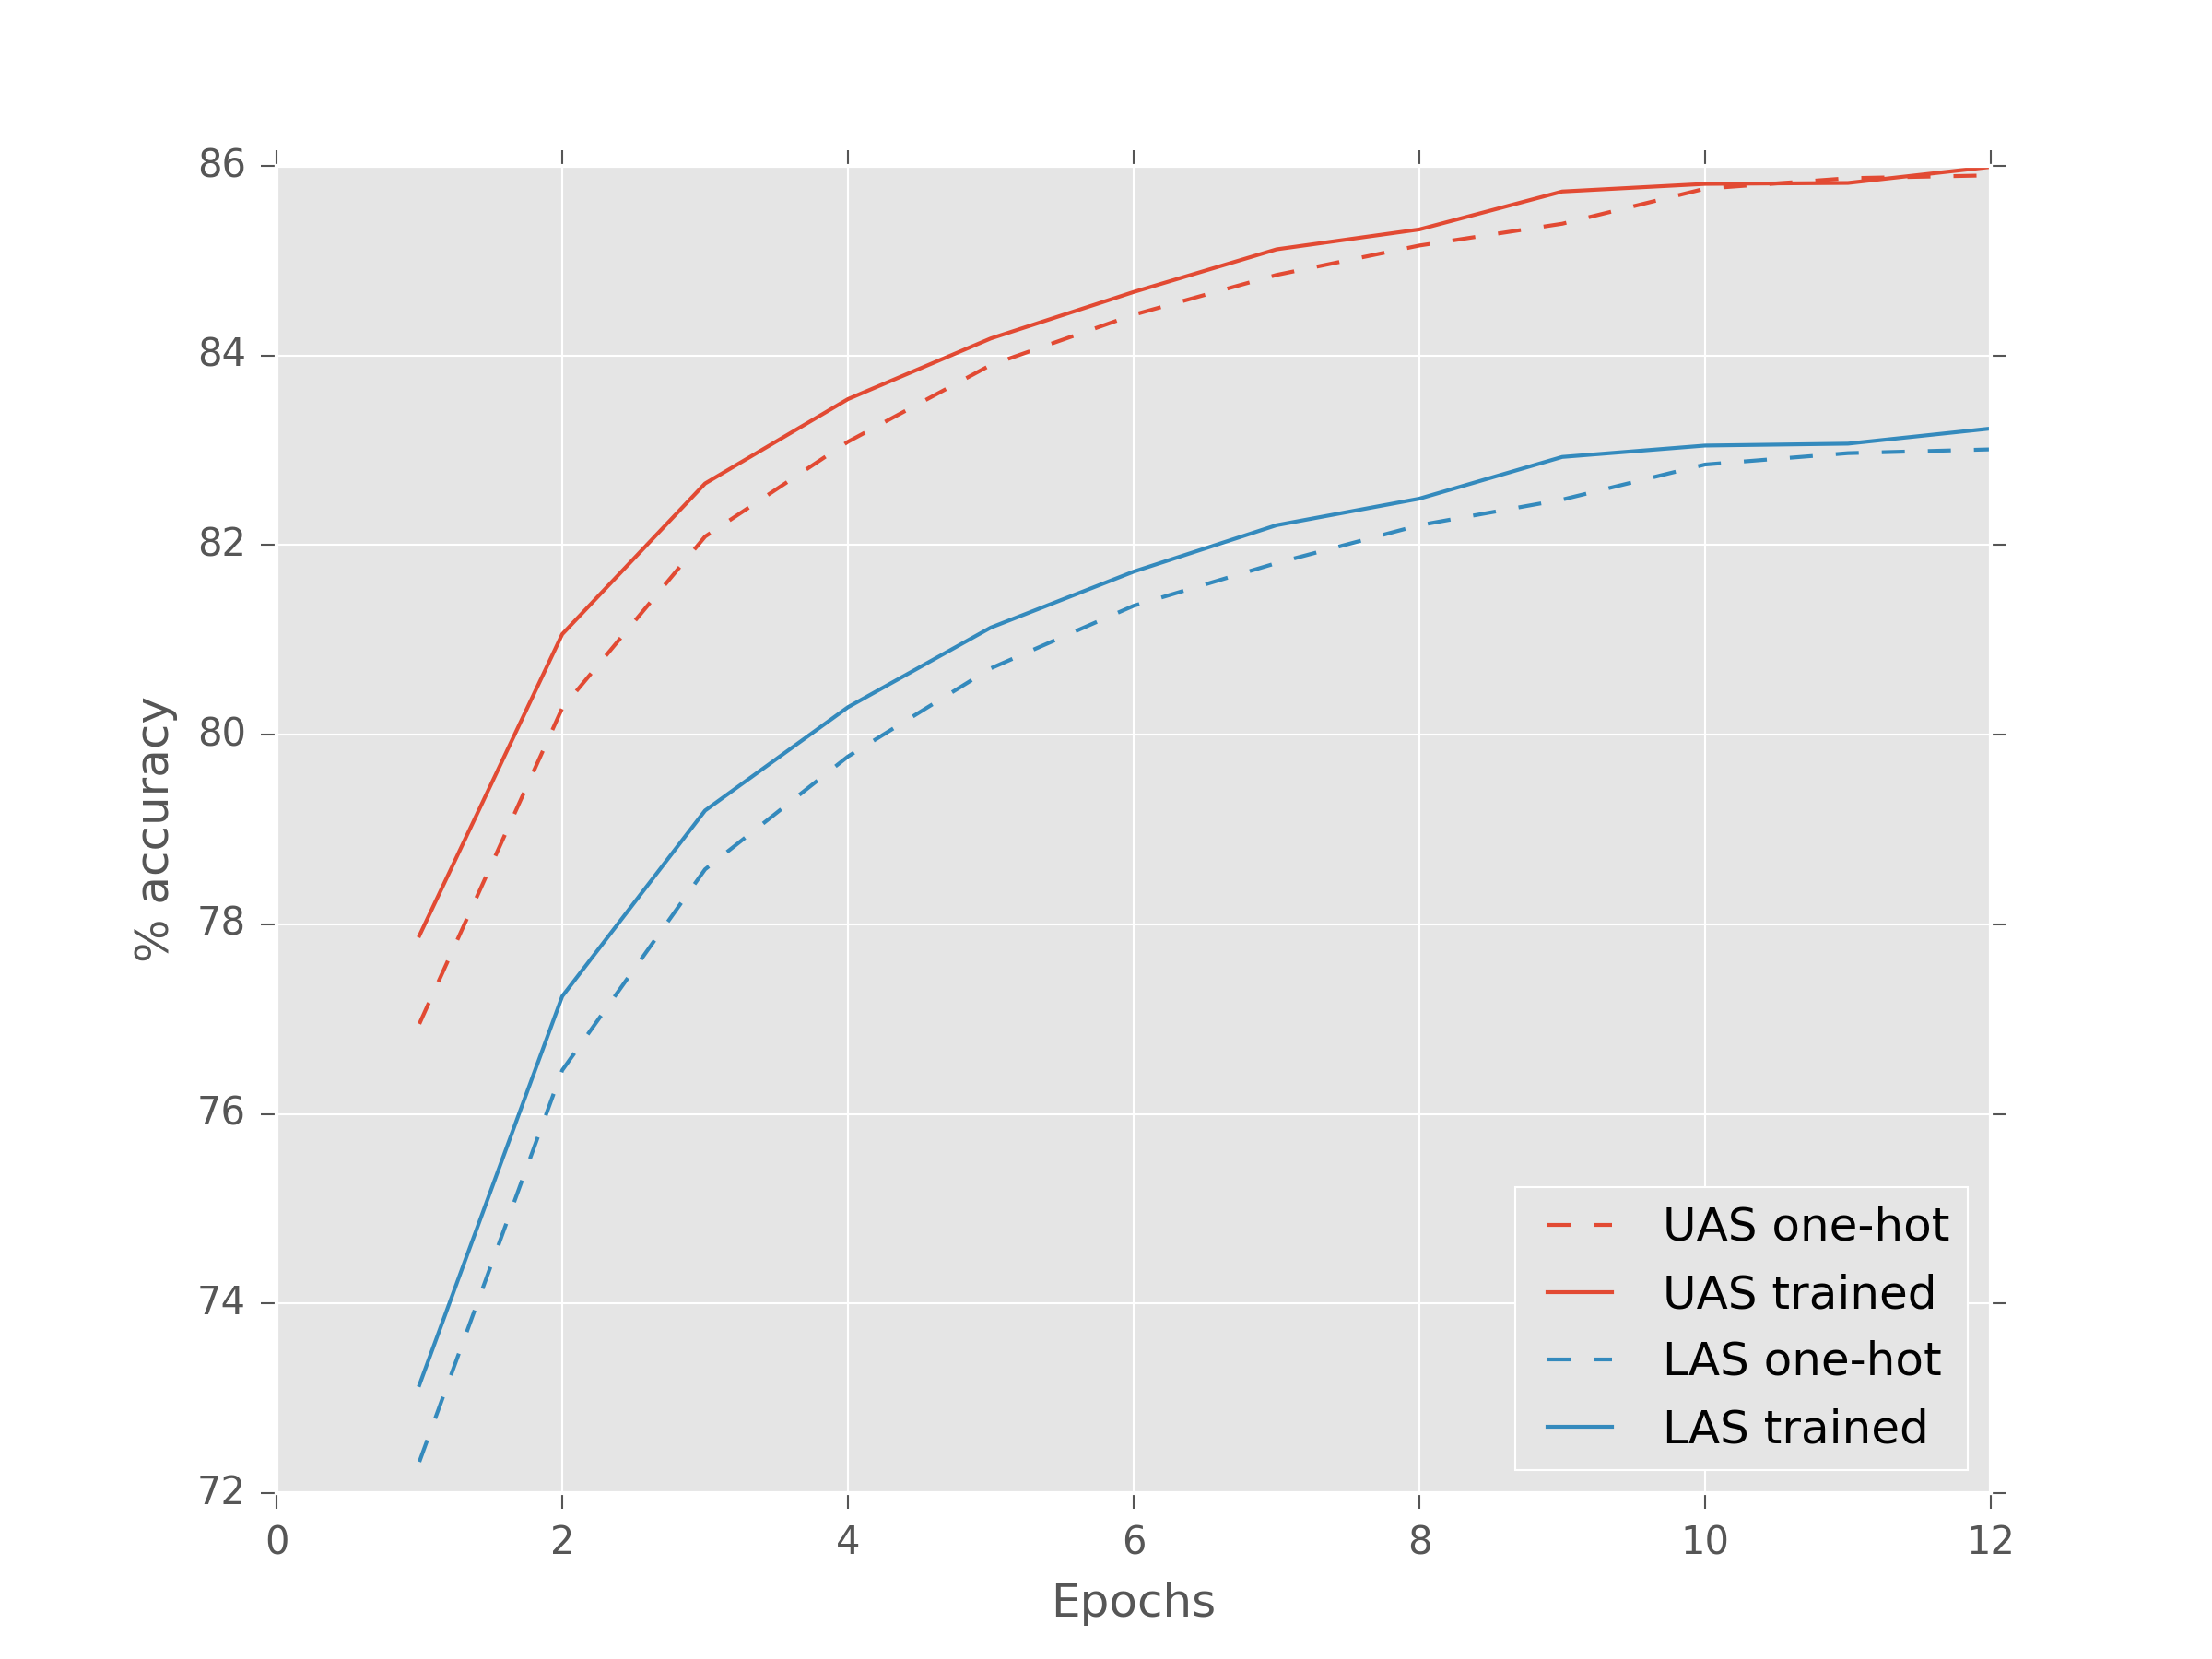 86
84
82
80
78
76
74
72
% accuracy
0 2 4 6 8 10 12
Epochs
UAS one-hot
UAS trained
LAS one-hot
LAS trained